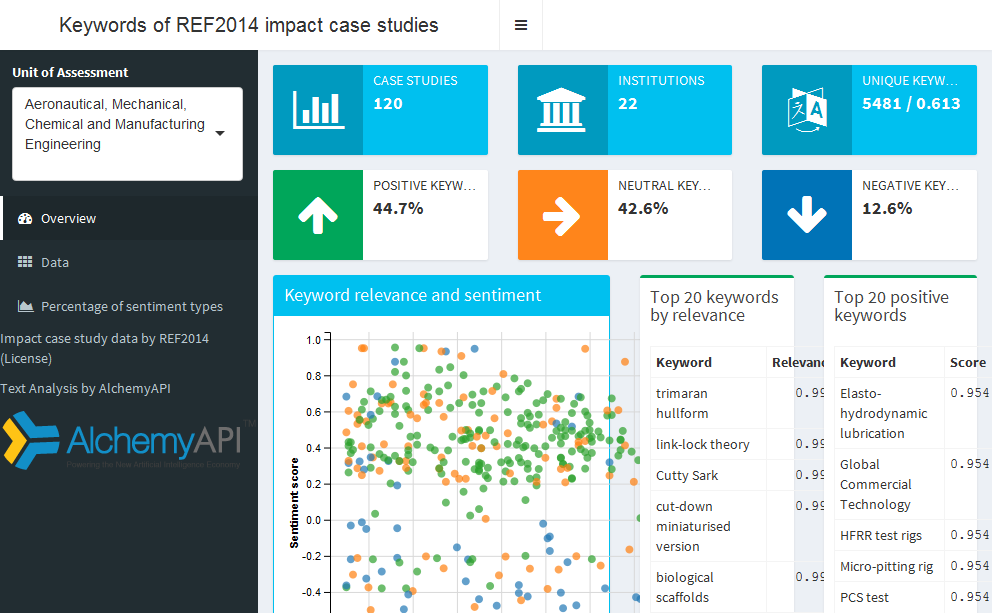 Keywords of REF2014 impact case studies
Unit of Assessment
Aeronautical, Mechanical,
Chemical and Manufacturing
Engineering
Overview
Data
Percentage of sentiment types
Impact case study data by REF2014
(License)
Text Analysis by AlchemyAPI
AlchemyAPI™
Powering the New Artificial Intelligence Economy
CASE STUDIES
120
INSTITUTIONS
22
UNIQUE KEYW...
5481 / 0.613
POSITIVE KEYW...
44.7%
NEUTRAL KEY...
42.6%
NEGATIVE KEY...
12.6%
Keyword relevance and sentiment
Sentiment score
1.0
0.8
0.6
0.4
0.2
0.0
-0.2
-0.4
Top 20 keywords
by relevance
Keyword Relevanc
trimaran 0.99
hullform
link-lock theory 0.99
Cutty Sark 0.99
cut-down 0.99
miniaturised
version
biological 0.99
scaffolds
Top 20 positive
keywords
Keyword Score
Elasto- 0.954
hydrodynamic
lubrication
Global 0.954
Commercial
Technology
HFRR test rigs 0.954
Micro-pitting rig 0.954
PCS test 0.954